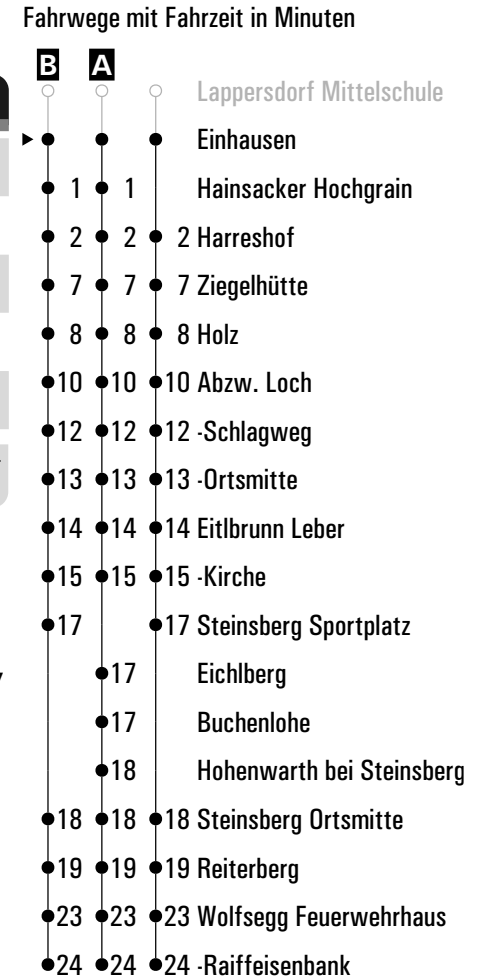 Fahrwege mit Fahrzeit in Minuten
B A
Lappersdorf Mittelschule
Einhausen
1 1 Hainsacker Hochgrain
2 2 2 Harreshof
7 7 7 Ziegelhütte
8 8 8 Holz
10 10 10 Abzw. Loch
12 12 12 -Schlagweg
13 13 13 -Ortsmitte
14 14 14 Eitlbrunn Leber
15 15 15 -Kirche
17 17 Steinsberg Sportplatz
17 Eichlberg
17 Buchenlohe
18 Hohenwarth bei Steinsberg
18 18 18 Steinsberg Ortsmitte
19 19 19 Reiterberg
23 23 23 Wolfsegg Feuerwehrhaus
24 24 24 -Raiffeisenbank